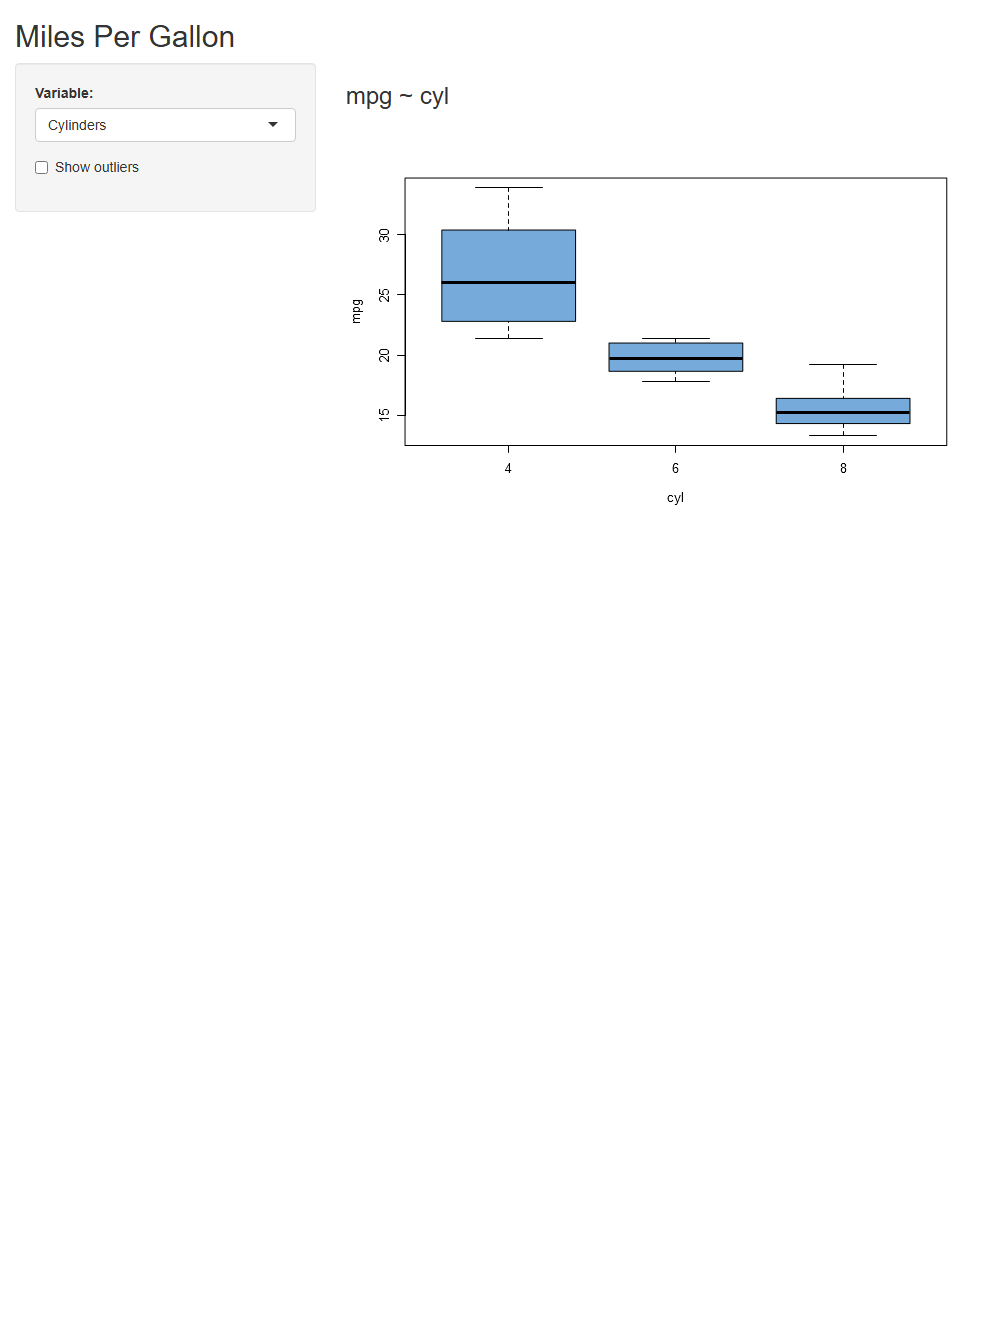 Miles Per Gallon
Variable:
Cylinders
Show outliers
mpg ~ cyl
30
25
20
15
mpg
4 6 8
cyl